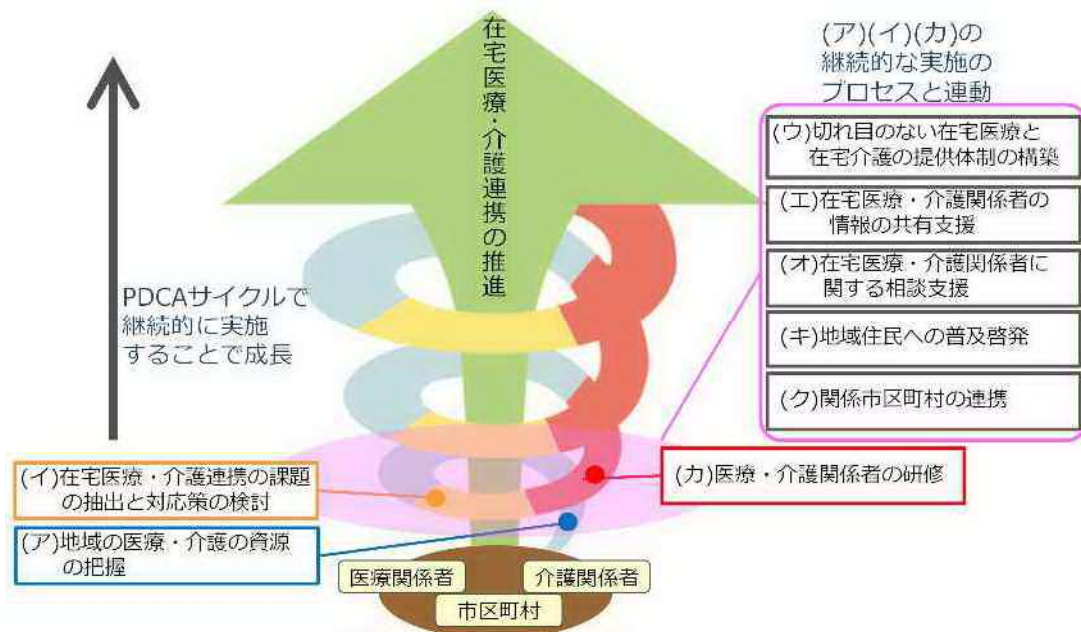 在宅医療・介護連携の推進
(ア)(イ)(カ)の
継続的な実施の
プロセスと連動
(ウ)切れ目のない在宅医療と
在宅介護の提供体制の構築
(エ)在宅医療・介護関係者の
情報の共有支援
(オ)在宅医療・介護関係者に
関する相談支援
(キ)地域住民への普及啓発
(ク)関係市区町村の連携
PDCAサイクルで
継続的に実施
することで成長
(イ)在宅医療・介護連携の課題
の抽出と対応策の検討
(カ)医療・介護関係者の研修
(ア)地域の医療・介護の資源
の把握
医療関係者
介護関係者
市区町村